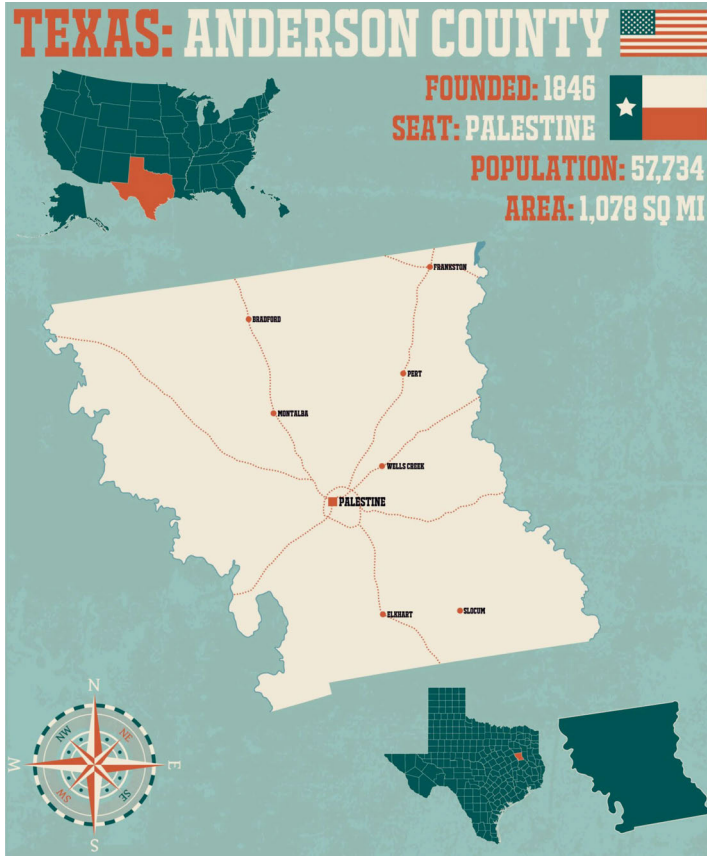 TEXAS: ANDERSON COUNTY
FOUNDED: 1846
SEAT: PALESTINE
POPULATION: 57,734
AREA: 1,078 SQ MI
FRANKSTON
BRADFORD
PERT
MONTALBA
WELLS CREEK
PALESTINE
ELKHART
SLOCUM
N
NW
NE
W
E
SW
SE
S